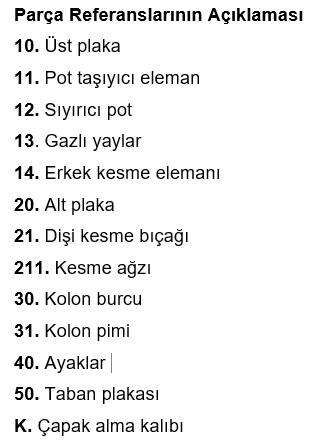 Parça Referanslarının Açıklaması
10. Üst plaka
11. Pot taşıyıcı eleman
12. Sıyırıcı pot
13. Gazlı yaylar
14. Erkek kesme elemanı
20. Alt plaka
21. Dişi kesme bıçağı
211. Kesme ağzı
30. Kolon burcu
31. Kolon pimi
40. Ayaklar
50. Taban plakası
K. Çapak alma kalıbı